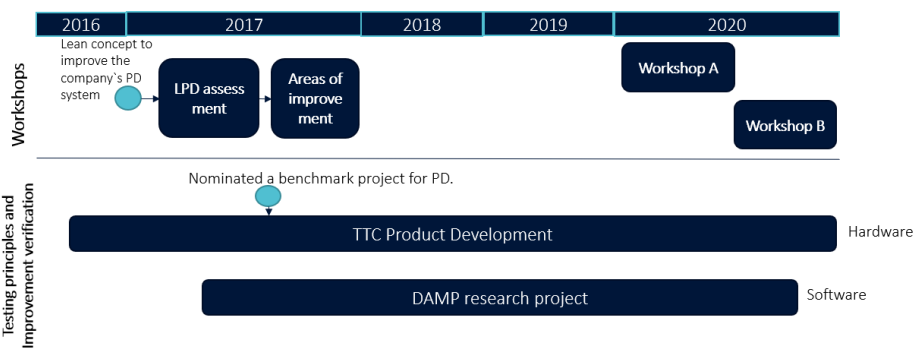 2016 2017 2018 2019 2020
Workshops
Lean concept to
improve the
company`s PD
system
LPD assess
ment
Areas of
improve
ment
Workshop A
Workshop B
Testing principles and
Improvement verification
Nominated a benchmark project for PD.
TTC Product Development
Hardware
DAMP research project
Software